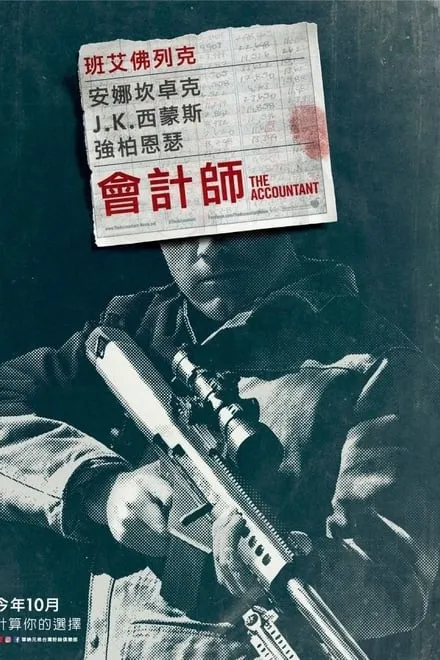 班艾佛列克
安娜坎卓克
J.K.西蒙斯
強柏恩瑟
會計師 THE
ACCOUNTANT
今年10月
計算你的選擇